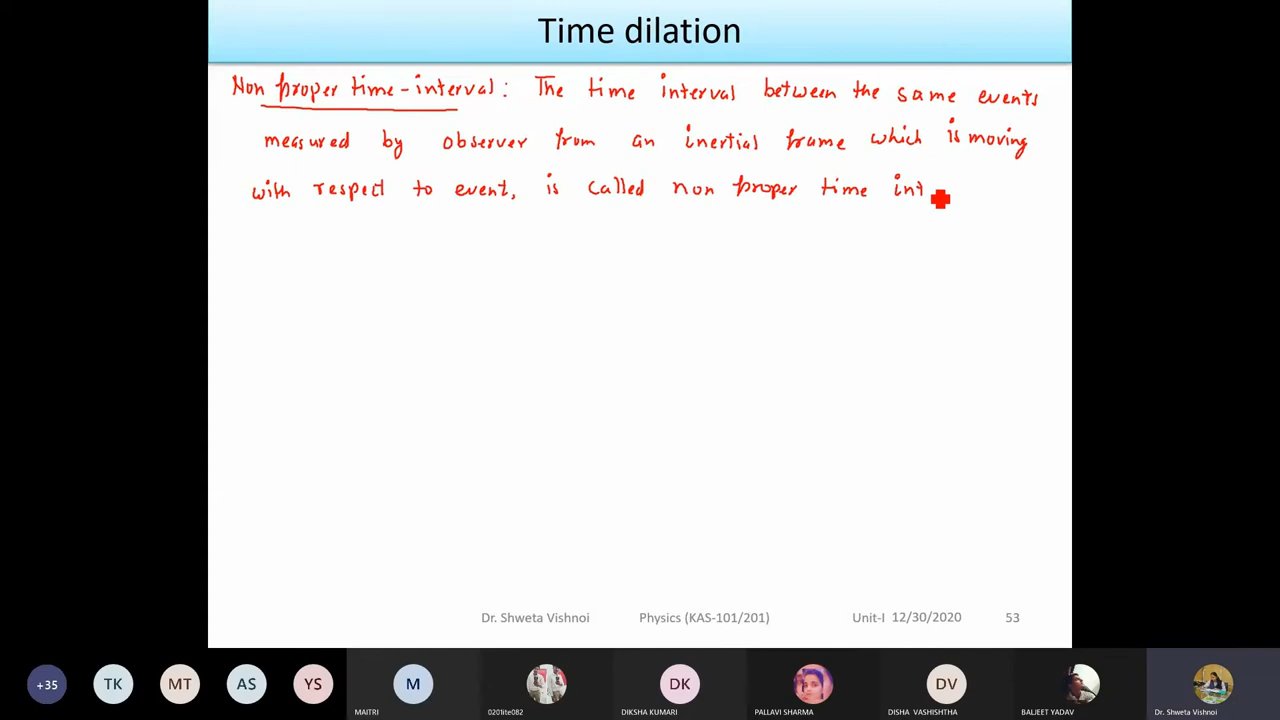 Time dilation
Non proper time-interval: The time interval between the same events
measured by observer from an inertial frame which is moving
with respect to event, is called non proper time int
Dr. Shweta Vishnoi Physics (KAS-101/201) Unit-I 12/30/2020 53
+35 TK MT AS YS M DK DV
MAITRI 0201ite082 DIKSHA KUMARI PALLAVI SHARMA DISHA VASHISHTHA BALJEET YADAV Dr. Shweta Vishnoi